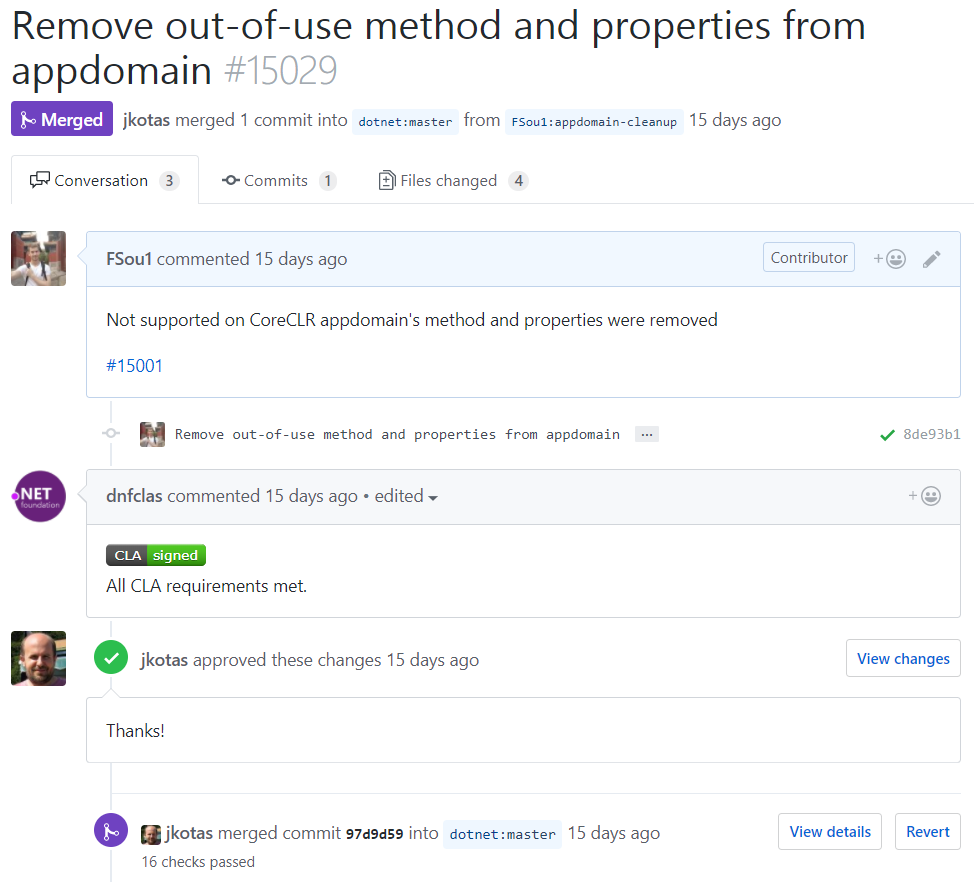 Remove out-of-use method and properties from
appdomain #15029
Merged jkotas merged 1 commit into dotnet:master from FSou1:appdomain-cleanup 15 days ago
Conversation 3 Commits 1 Files changed 4
FSou1 commented 15 days ago Contributor +
Not supported on CoreCLR appdomain's method and properties were removed
#15001
Remove out-of-use method and properties from appdomain ... 8de93b1
.NET
foundation
dnfclas commented 15 days ago • edited +
CLA signed
All CLA requirements met.
jkotas approved these changes 15 days ago View changes
Thanks!
jkotas merged commit 97d9d59 into dotnet:master 15 days ago View details Revert
16 checks passed